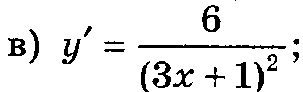 в) y′ = 6/(3x + 1)²;